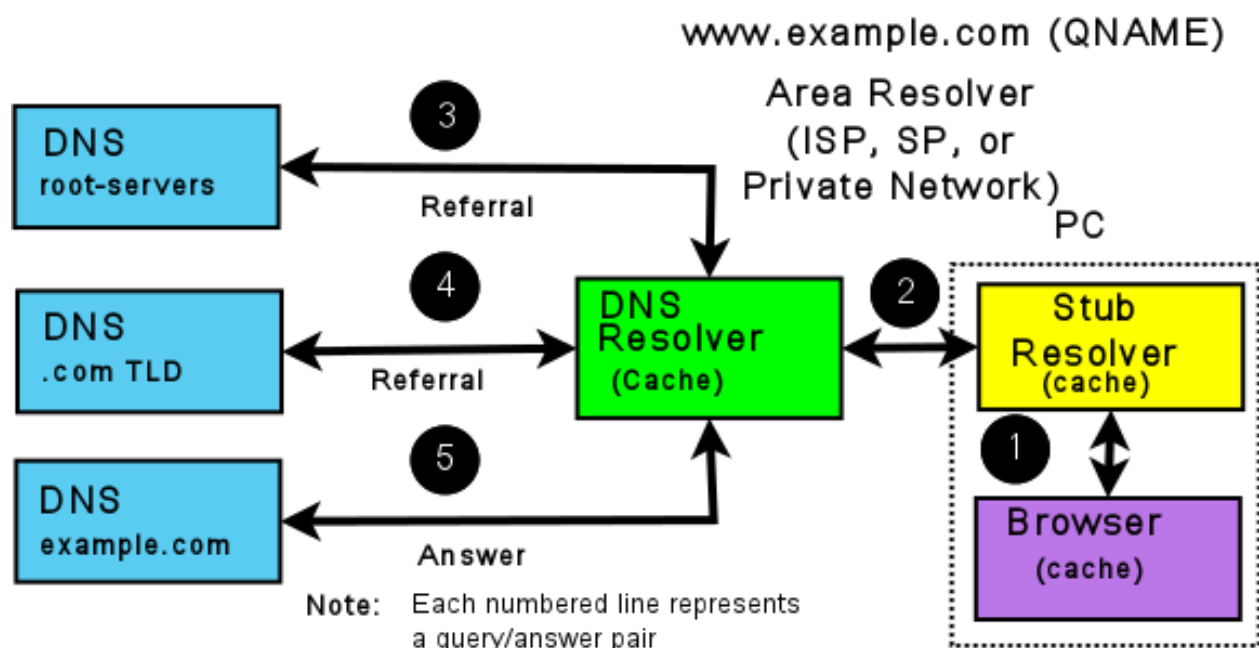 www.example.com (QNAME)
Area Resolver
(ISP, SP, or
Private Network)
PC
DNS
root-servers
3
Referral
DNS
.com TLD
4
Referral
DNS
Resolver
(Cache)
2
Stub
Resolver
(cache)
1
Browser
(cache)
DNS
example.com
5
Answer
Note: Each numbered line represents
a query/answer pair